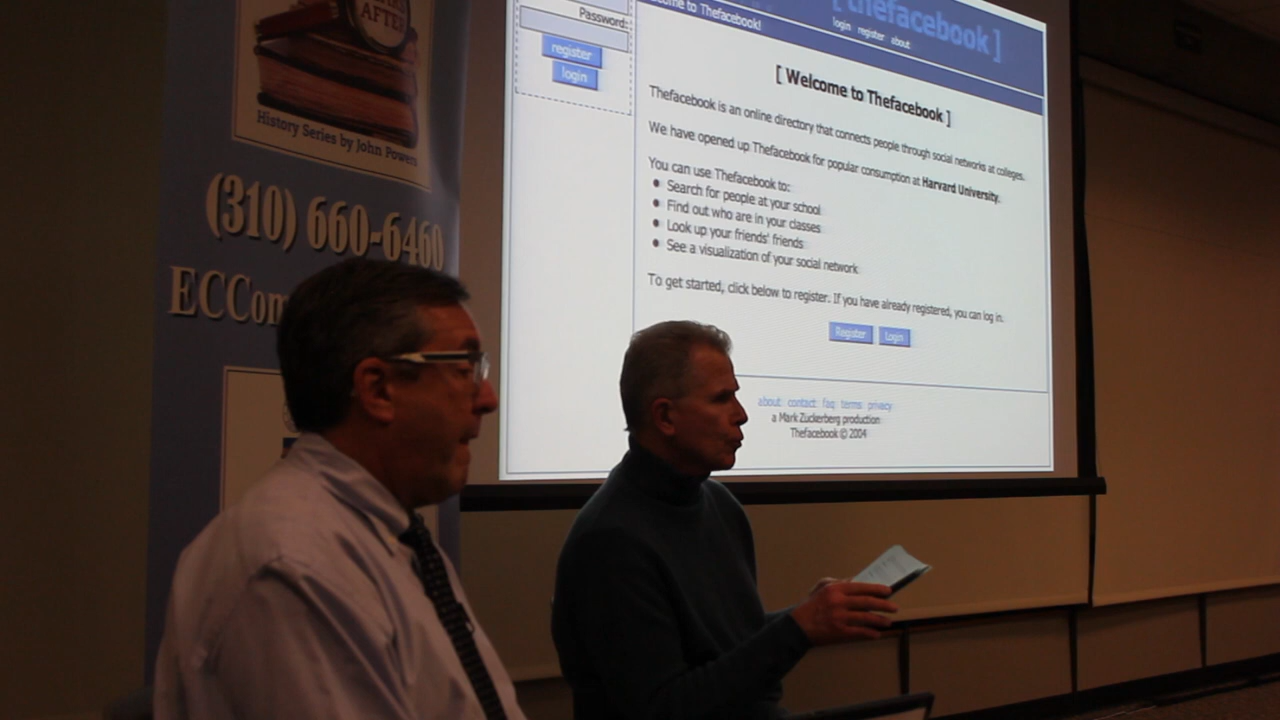 AFTER
History Series by John Powers
(310) 660-6460
ECCom
Password:
register
login
come to Thefacebook!
[ thefacebook ]
login register about
[ Welcome to Thefacebook ]
Thefacebook is an online directory that connects people through social networks at colleges.
We have opened up Thefacebook for popular consumption at Harvard University.
You can use Thefacebook to:
• Search for people at your school
• Find out who are in your classes
• Look up your friends' friends
• See a visualization of your social network
To get started, click below to register. If you have already registered, you can log in.
Register Login
about contact faq terms privacy
a Mark Zuckerberg production
Thefacebook © 2004